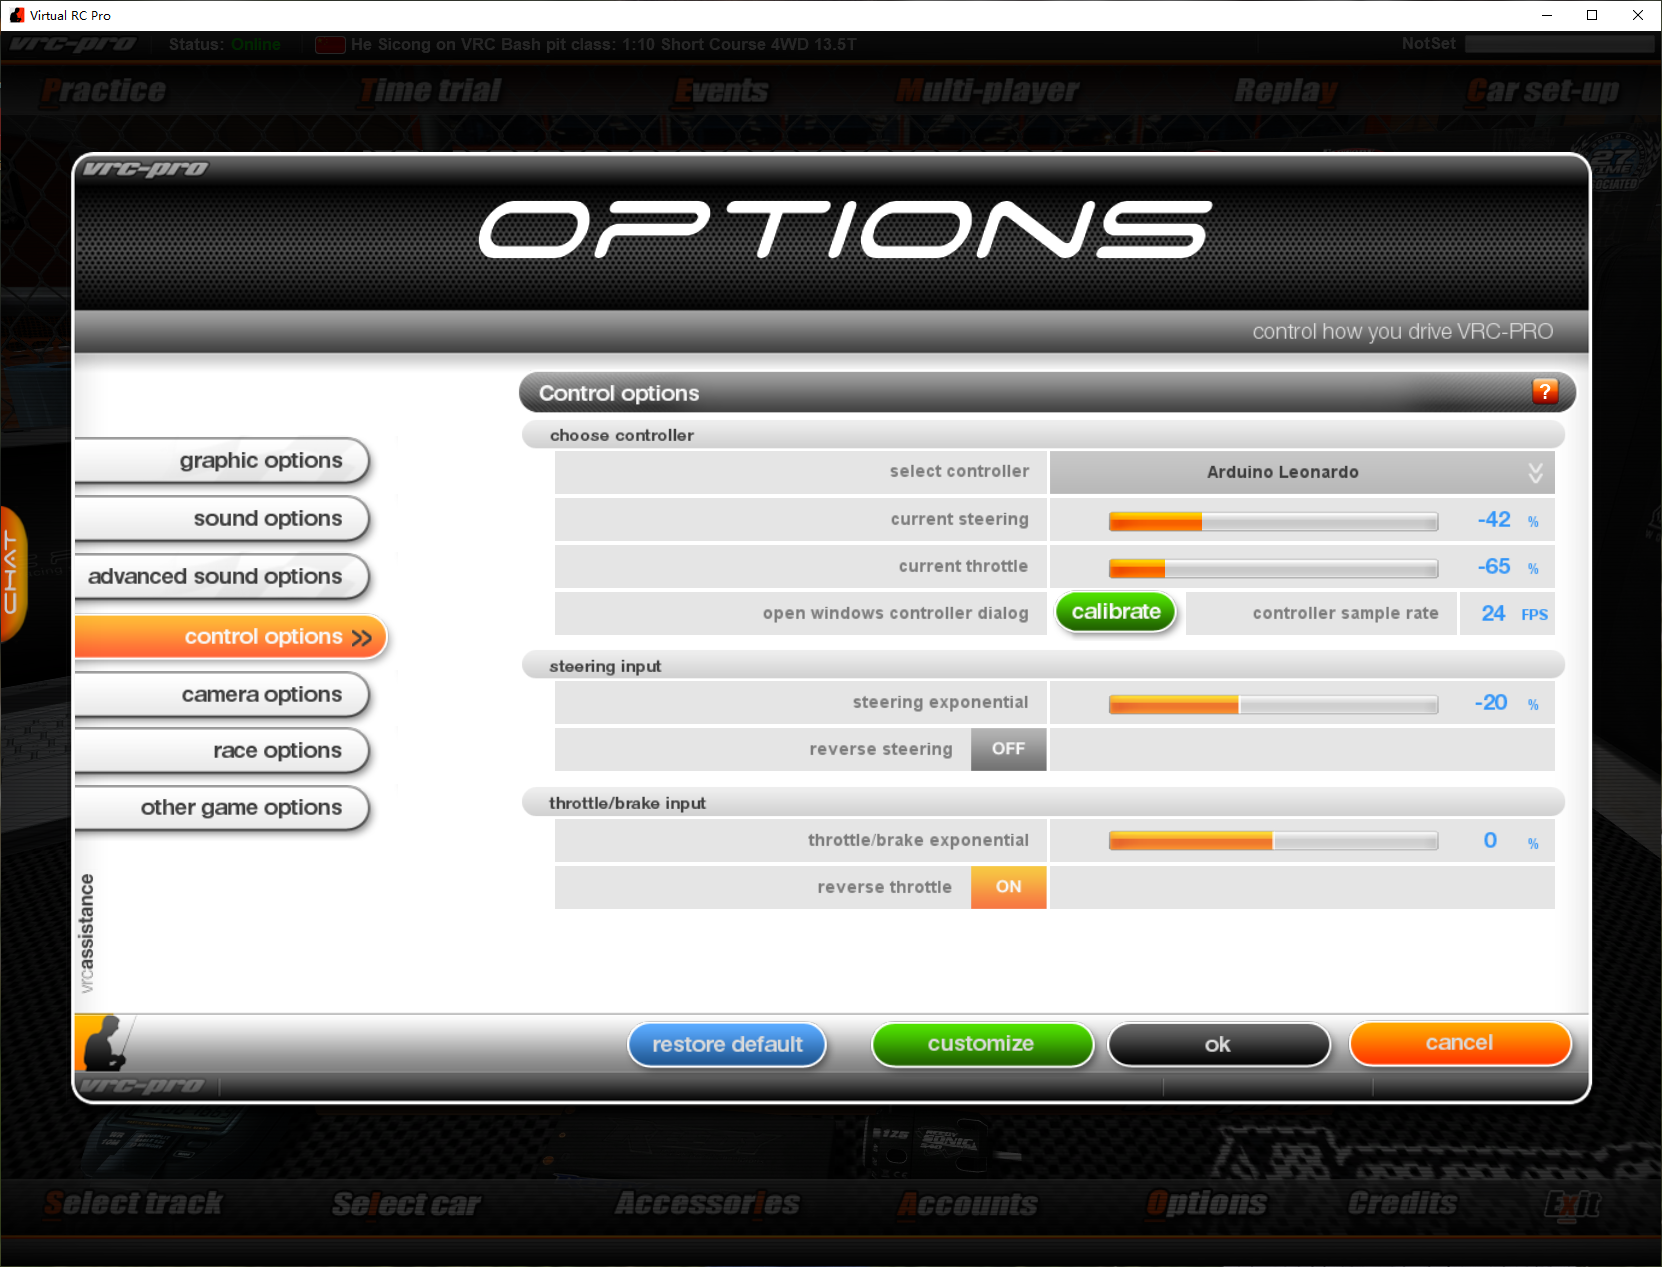 Virtual RC Pro
vrc-pro Status: Online He Sicong on VRC Bash pit class: 1:10 Short Course 4WD 13.5T NotSet
Practice Time trial Events Multi-player Replay Car set-up
vrc-pro
OPTIONS
control how you drive VRC-PRO
Control options ?
choose controller
select controller Arduino Leonardo
current steering -42 %
current throttle -65 %
open windows controller dialog calibrate controller sample rate 24 FPS
steering input
steering exponential -20 %
reverse steering OFF
throttle/brake input
throttle/brake exponential 0 %
reverse throttle ON
graphic options
sound options
advanced sound options
control options
camera options
race options
other game options
CHAT
vrcassistance
restore default customize ok cancel
vrc-pro
Select track Select car Accessories Accounts Options Credits Exit